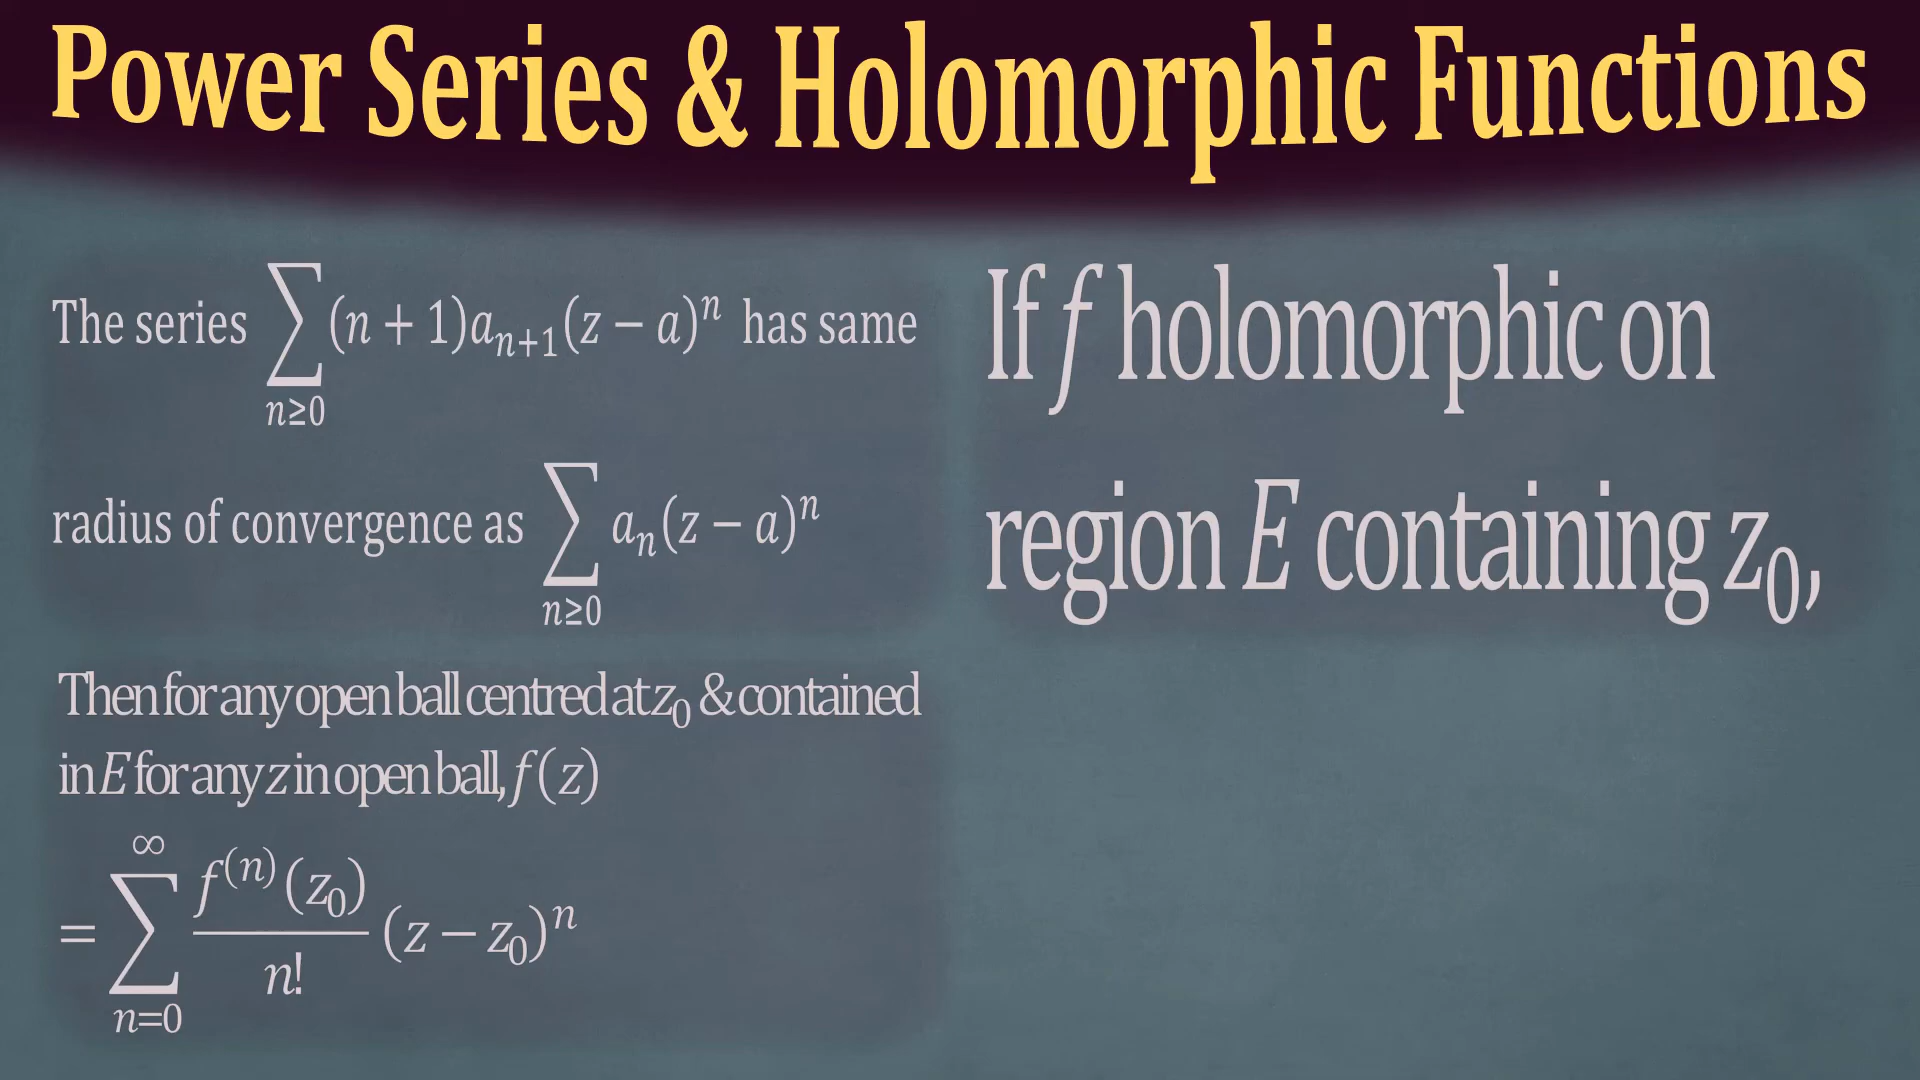 Power Series & Holomorphic Functions
The series ∑_{n≥0} (n + 1)a_{n+1}(z − a)^n has same
radius of convergence as ∑_{n≥0} a_n(z − a)^n
If f holomorphic on
region E containing z_0,
Then for any open ball centred at z_0 & contained
in E for any z in open ball, f(z)
= ∑_{n=0}^{∞} \frac{f^{(n)}(z_0)}{n!} (z − z_0)^n